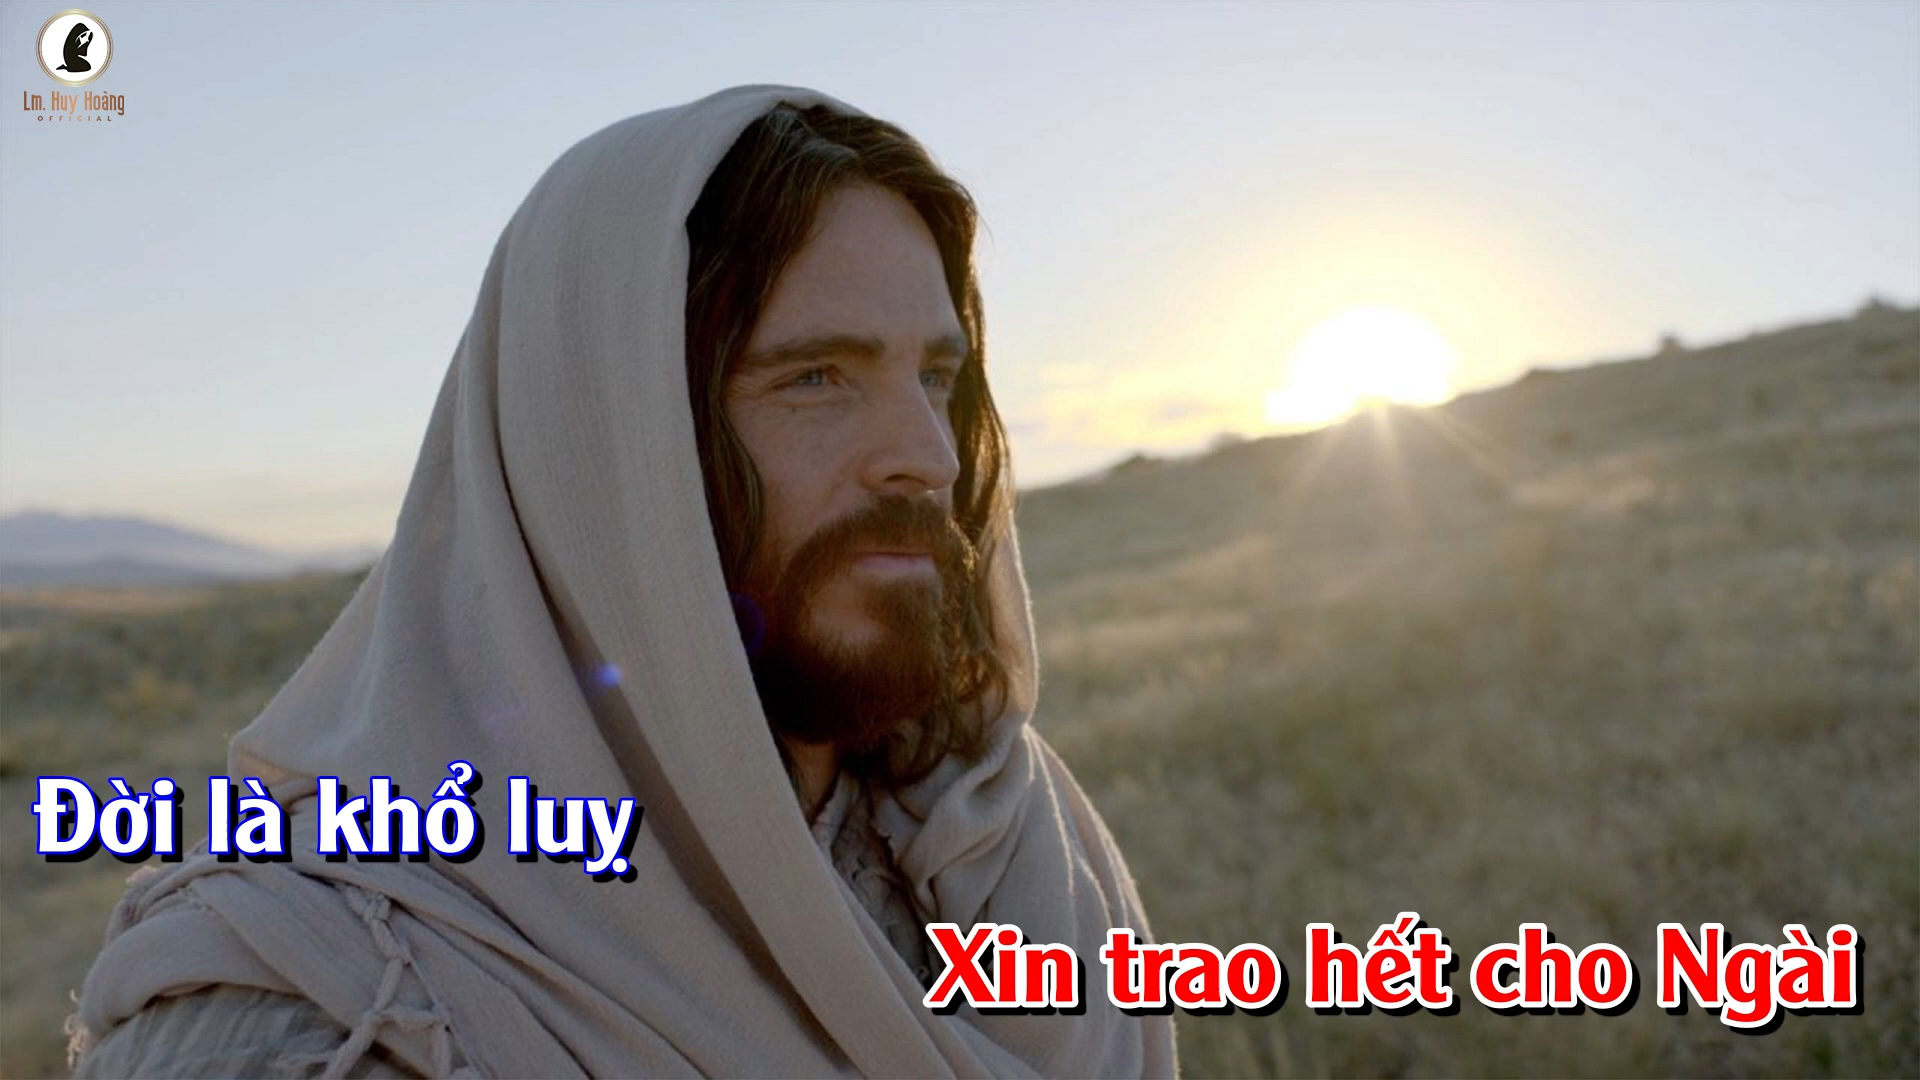 Lm. Huy Hoàng
OFFICIAL
Đời là khổ luỵ
Xin trao hết cho Ngài